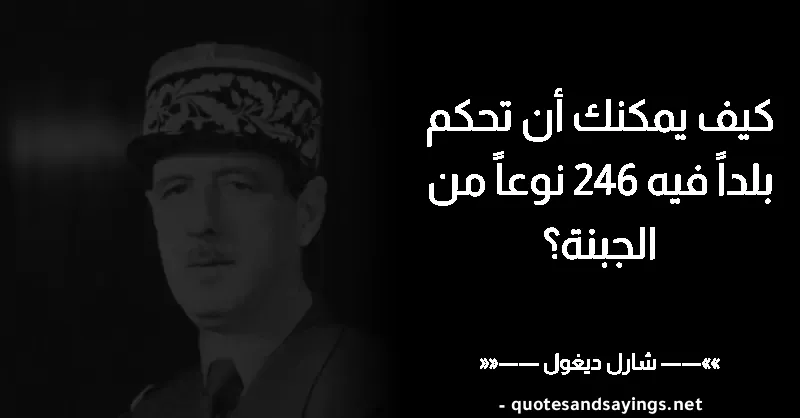 كيف يمكنك أن تحكم
بلداً فيه 246 نوعاً من
الجبنة؟
»—— شارل ديغول ——««
- quotesandsayings.net